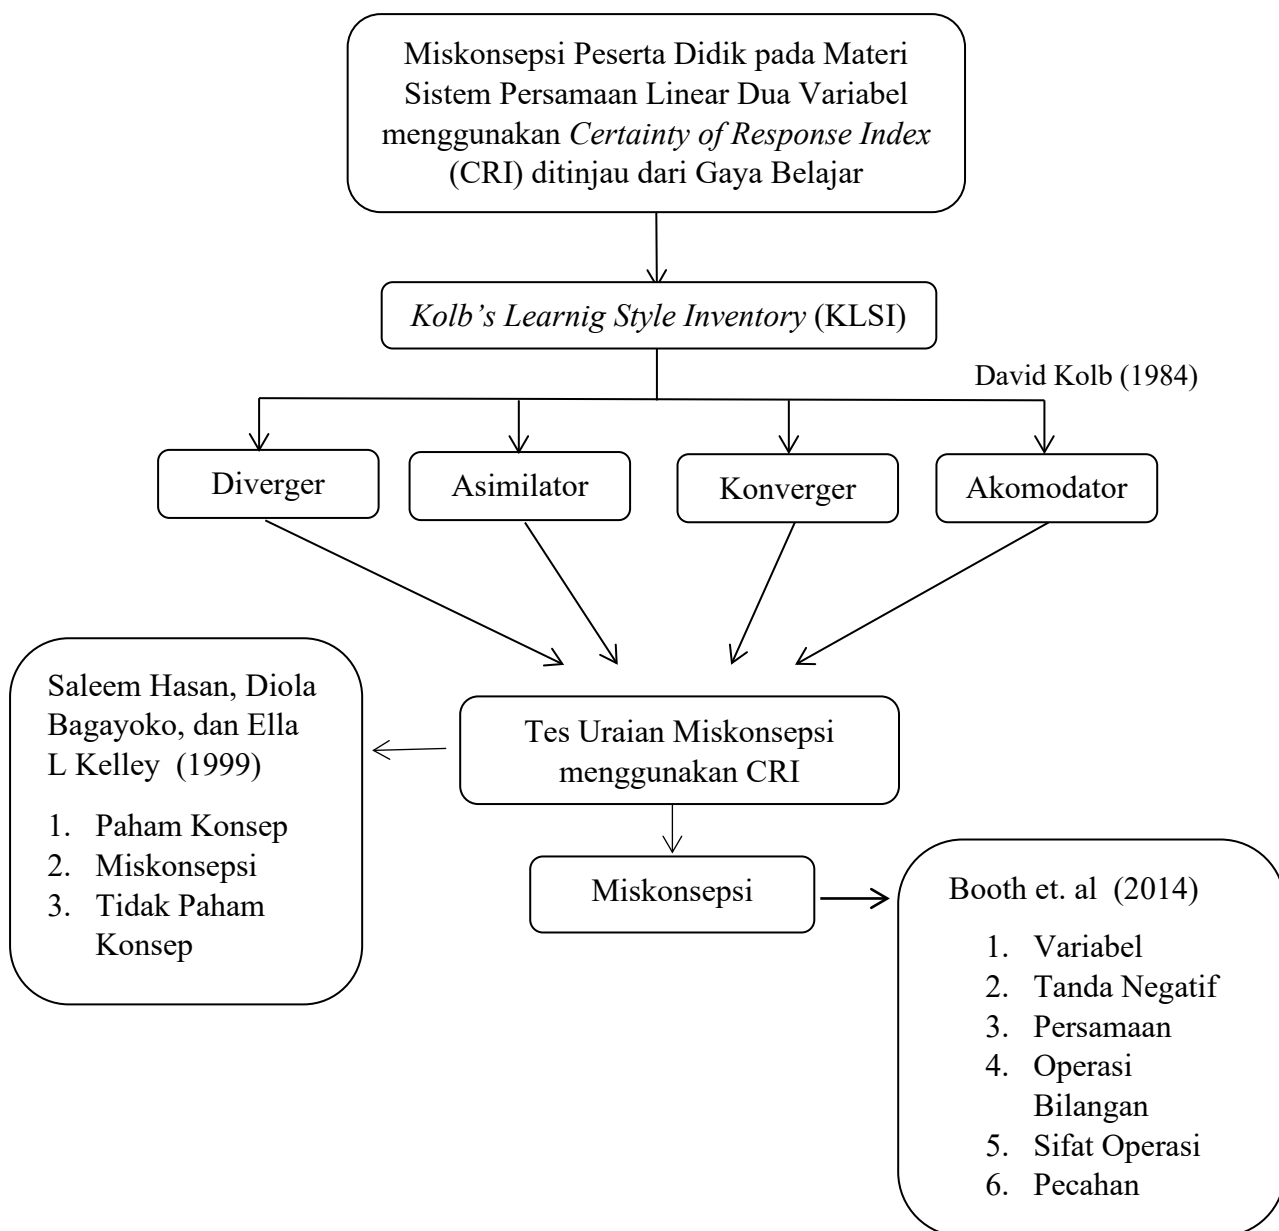 Miskonsepsi Peserta Didik pada Materi
Sistem Persamaan Linear Dua Variabel
menggunakan Certainty of Response Index
(CRI) ditinjau dari Gaya Belajar
Kolb’s Learnig Style Inventory (KLSI)
David Kolb (1984)
Diverger
Asimilator
Konverger
Akomodator
Saleem Hasan, Diola
Bagayoko, dan Ella
L Kelley (1999)
1. Paham Konsep
2. Miskonsepsi
3. Tidak Paham
Konsep
Tes Uraian Miskonsepsi
menggunakan CRI
Miskonsepsi
Booth et. al (2014)
1. Variabel
2. Tanda Negatif
3. Persamaan
4. Operasi
Bilangan
5. Sifat Operasi
6. Pecahan